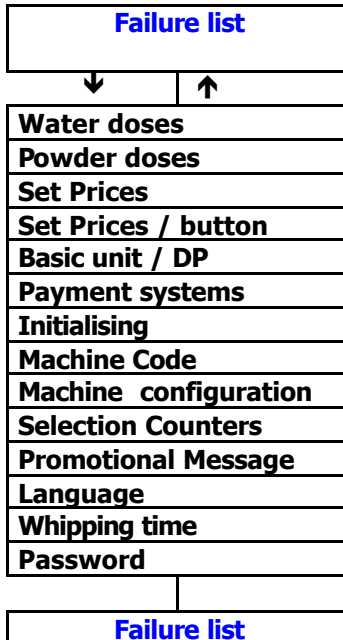 Failure list
Water doses
Powder doses
Set Prices
Set Prices / button
Basic unit / DP
Payment systems
Initialising
Machine Code
Machine configuration
Selection Counters
Promotional Message
Language
Whipping time
Password
Failure list